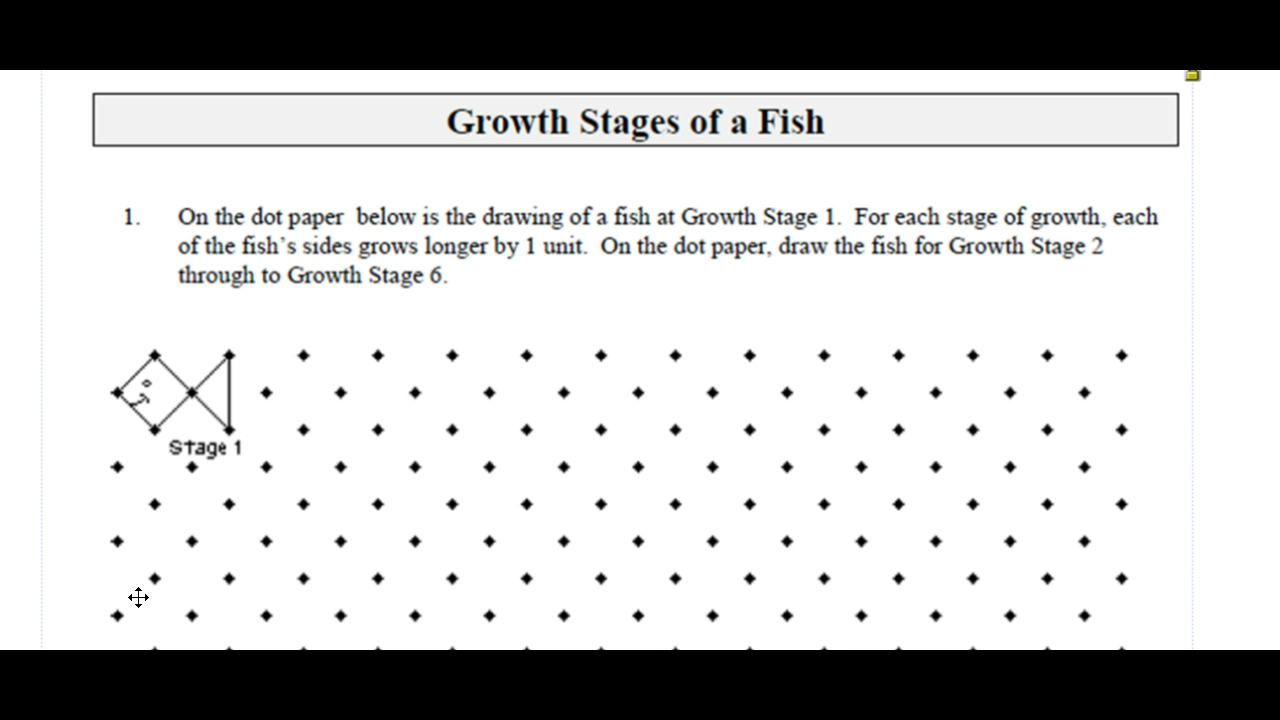 Growth Stages of a Fish
1. On the dot paper below is the drawing of a fish at Growth Stage 1. For each stage of growth, each
of the fish's sides grows longer by 1 unit. On the dot paper, draw the fish for Growth Stage 2
through to Growth Stage 6.
Stage 1